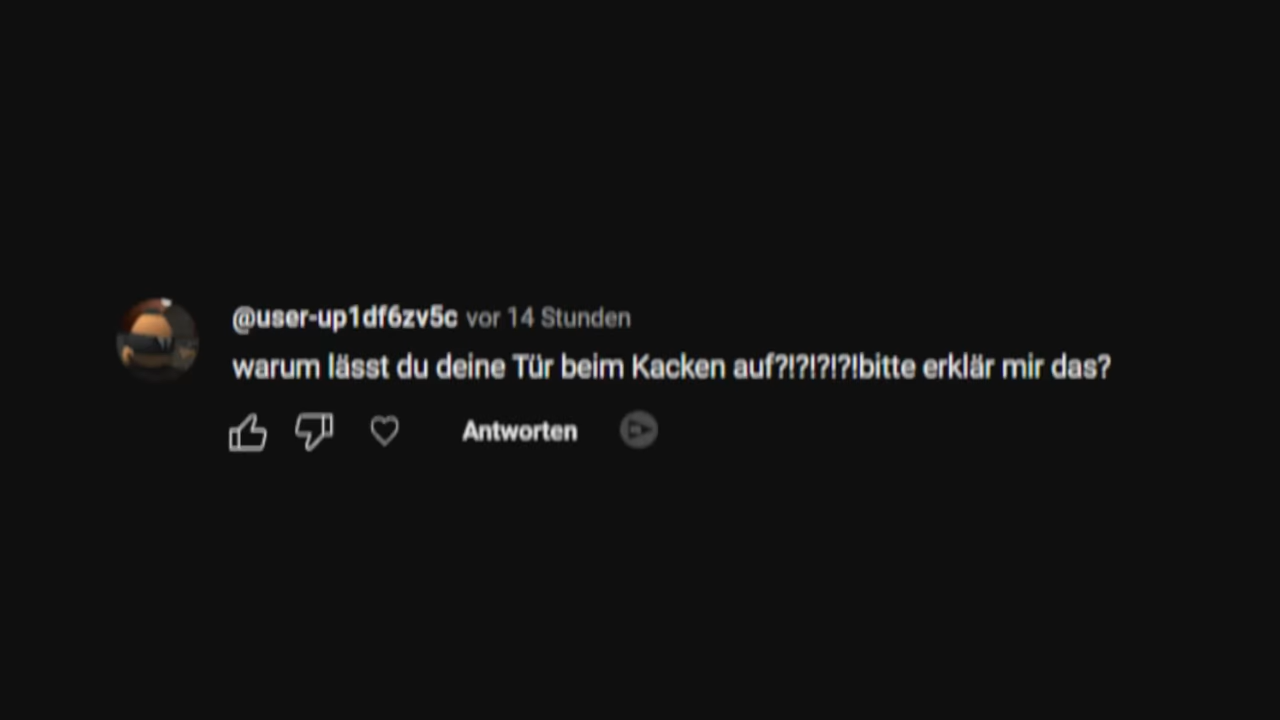 @user-up1df6zv5c vor 14 Stunden
warum lässt du deine Tür beim Kacken auf?!?!?!?!bitte erklär mir das?
Antworten